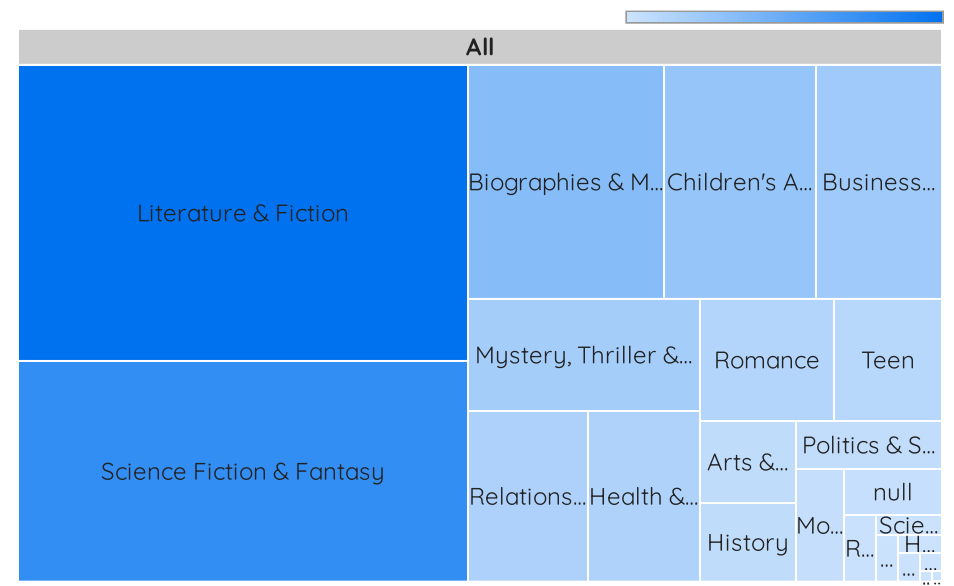 All
Literature & Fiction
Science Fiction & Fantasy
Biographies & M...
Children's A...
Business...
Mystery, Thriller &...
Romance
Teen
Relations...
Health &...
Arts &...
History
Politics & S...
Mo...
null
R...
Scie...
...
H...
...
...
..
..